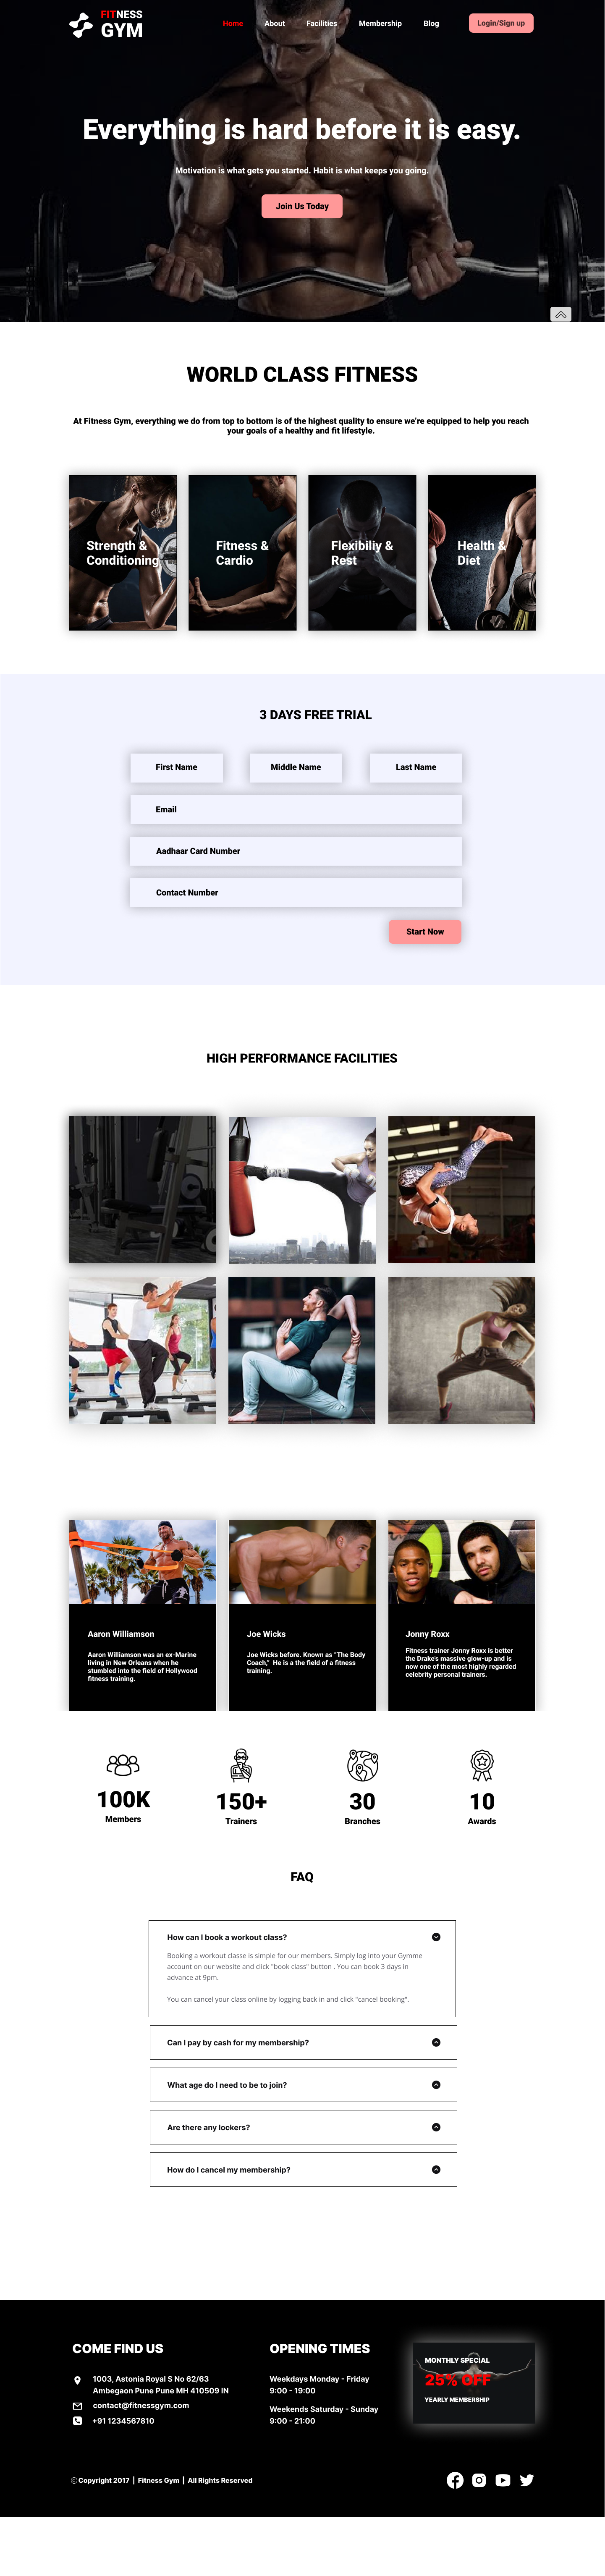 FITNESS
GYM
Home
About
Facilities
Membership
Blog
Login/Sign up
Everything is hard before it is easy.
Motivation is what gets you started. Habit is what keeps you going.
Join Us Today
WORLD CLASS FITNESS
At Fitness Gym, everything we do from top to bottom is of the highest quality to ensure we're equipped to help you reach
your goals of a healthy and fit lifestyle.
Strength &
Conditioning
Fitness &
Cardio
Flexibiliy &
Rest
Health &
Diet
3 DAYS FREE TRIAL
First Name
Middle Name
Last Name
Email
Aadhaar Card Number
Contact Number
Start Now
HIGH PERFORMANCE FACILITIES
Aaron Williamson
Aaron Williamson was an ex-Marine
living in New Orleans when he
stumbled into the field of Hollywood
fitness training.
Joe Wicks
Joe Wicks before. Known as "The Body
Coach," He is a the field of a fitness
training.
Jonny Roxx
Fitness trainer Jonny Roxx is better
the Drake's massive glow-up and is
now one of the most highly regarded
celebrity personal trainers.
100K
Members
150+
Trainers
30
Branches
10
Awards
FAQ
How can I book a workout class?
Booking a workout classe is simple for our members. Simply log into your Gymme
account on our website and click "book class" button . You can book 3 days in
advance at 9pm.
You can cancel your class online by logging back in and click "cancel booking".
Can I pay by cash for my membership?
What age do I need to be to join?
Are there any lockers?
How do I cancel my membership?
COME FIND US
1003, Astonia Royal S No 62/63
Ambegaon Pune Pune MH 410509 IN
contact@fitnessgym.com
+91 1234567810
OPENING TIMES
Weekdays Monday - Friday
9:00 - 19:00
Weekends Saturday - Sunday
9:00 - 21:00
MONTHLY SPECIAL
25% OFF
YEARLY MEMBERSHIP
© Copyright 2017 | Fitness Gym | All Rights Reserved